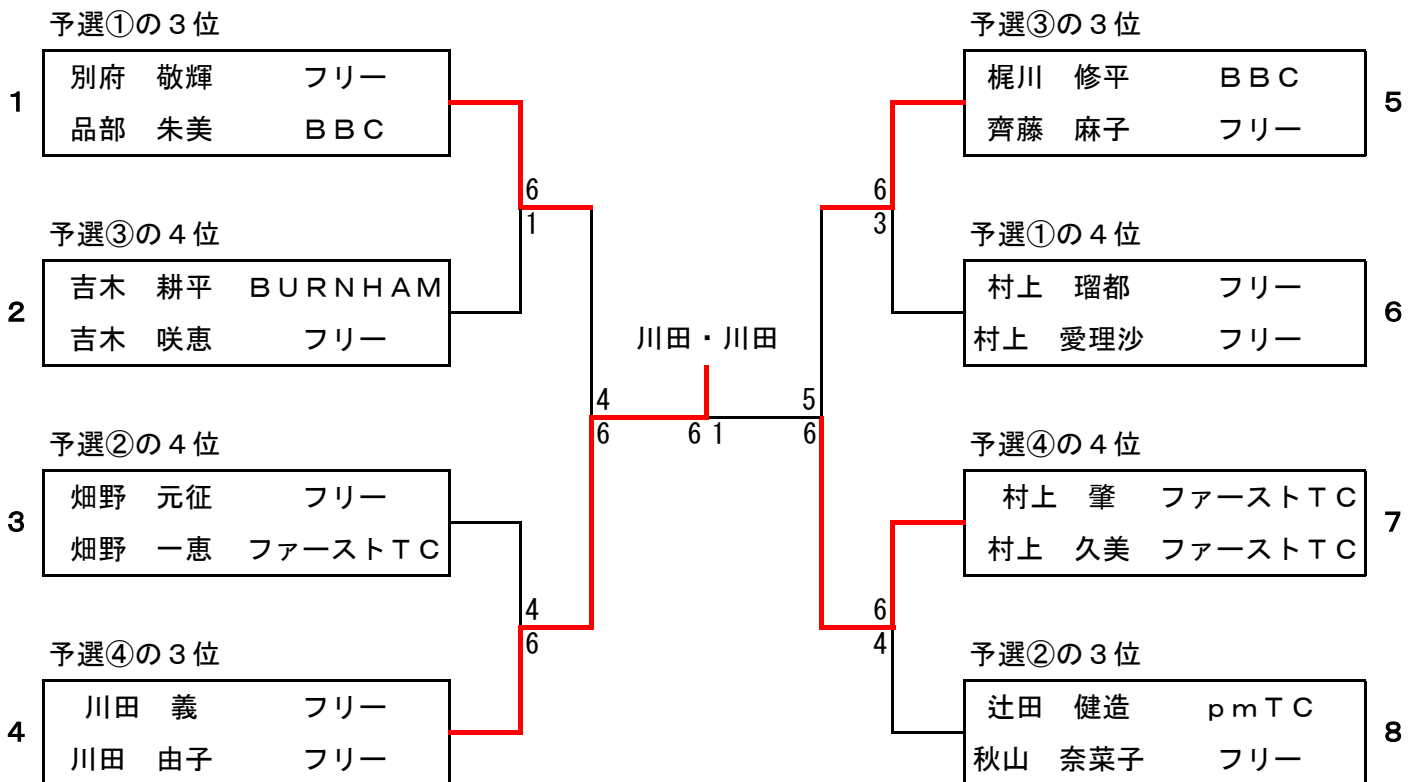 予選①の３位
1
別府　敬輝　フリー
品部　朱美　ＢＢＣ
6
1
予選③の４位
2
吉木　耕平　ＢＵＲＮＨＡＭ
吉木　咲恵　フリー
4
6
予選②の４位
3
畑野　元征　フリー
畑野　一恵　ファーストＴＣ
4
6
予選④の３位
4
川田　義　フリー
川田　由子　フリー
川田・川田
6 1
予選③の３位
梶川　修平　ＢＢＣ
齊藤　麻子　フリー
5
6
3
予選①の４位
村上　瑠都　フリー
村上　愛理沙　フリー
6
5
6
予選④の４位
村上　肇　ファーストＴＣ
村上　久美　ファーストＴＣ
7
6
4
予選②の３位
辻田　健造　ｐｍＴＣ
秋山　奈菜子　フリー
8